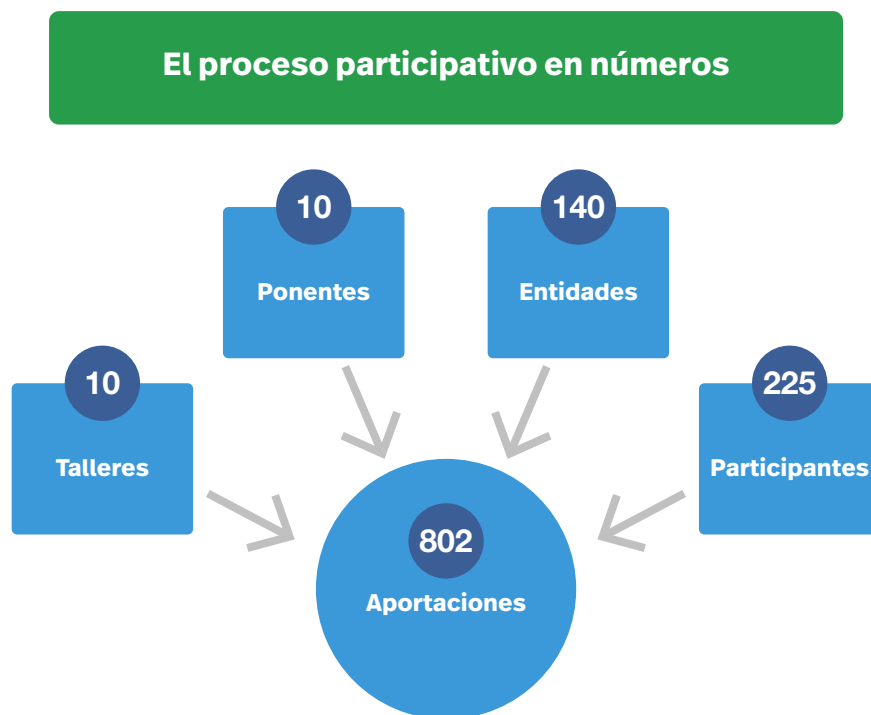 El proceso participativo en números
10
Ponentes
140
Entidades
10
Talleres
225
Participantes
802
Aportaciones